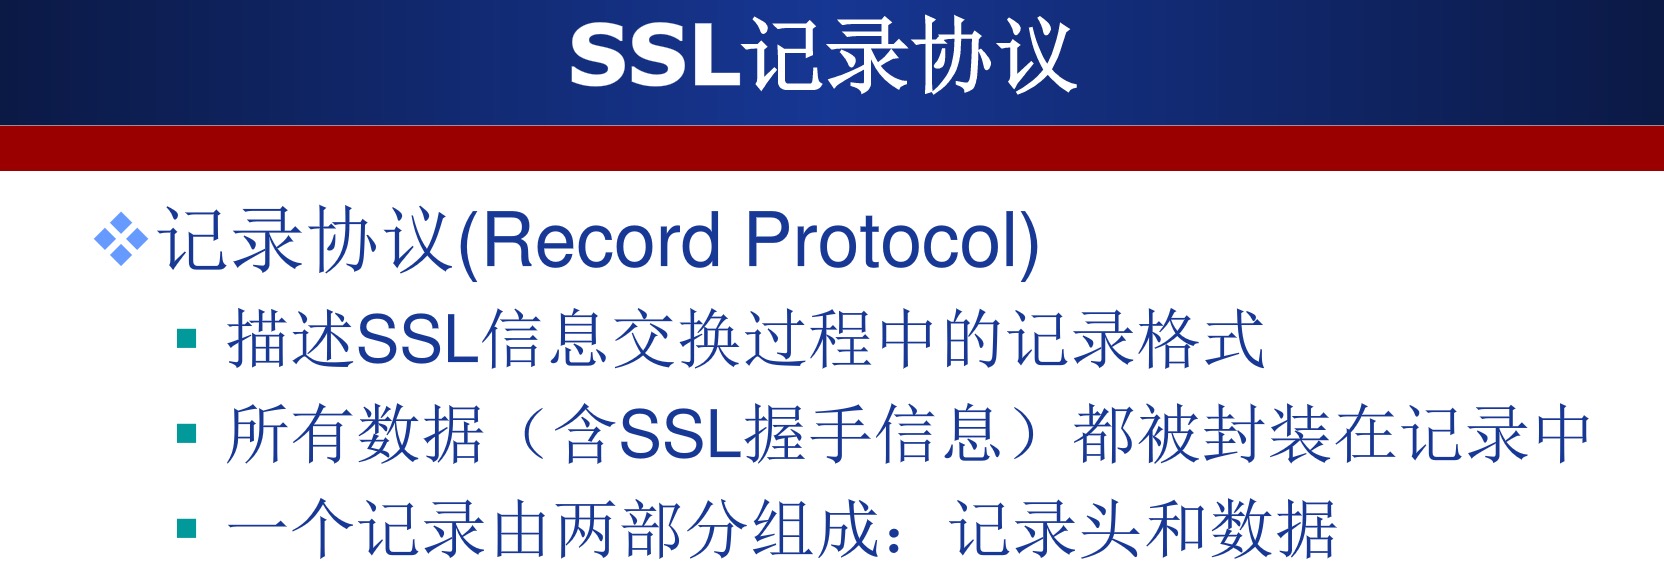 SSL记录协议
记录协议(Record Protocol)
描述SSL信息交换过程中的记录格式
所有数据（含SSL握手信息）都被封装在记录中
一个记录由两部分组成：记录头和数据